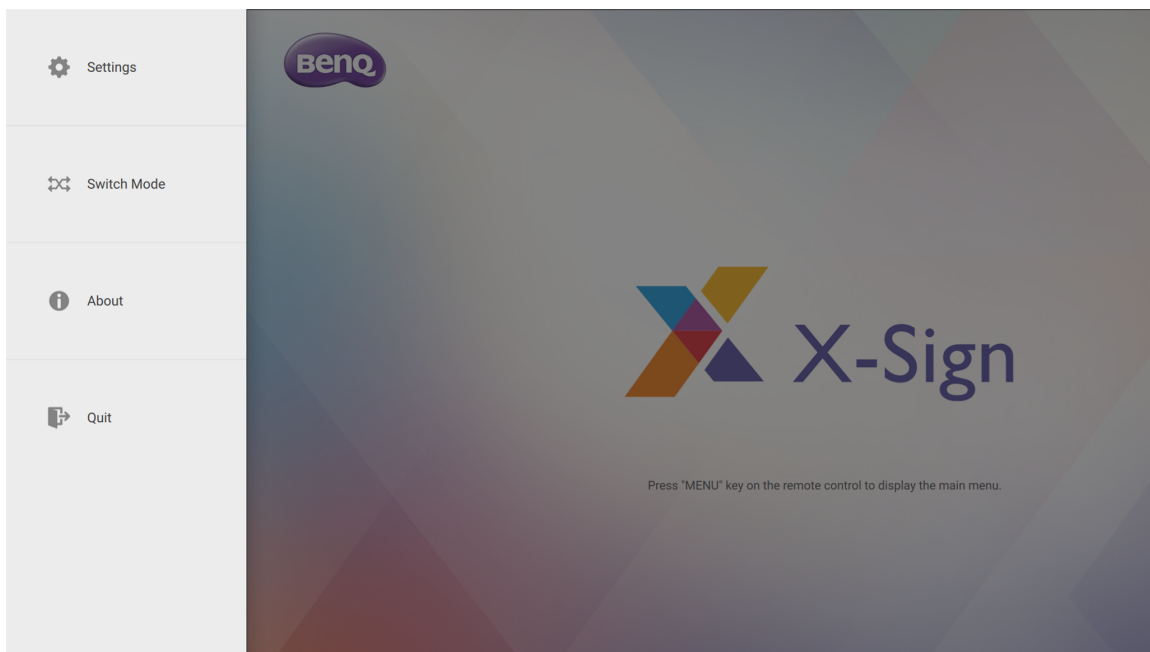 Settings
Switch Mode
About
Quit
BenQ
X-Sign
Press "MENU" key on the remote control to display the main menu.